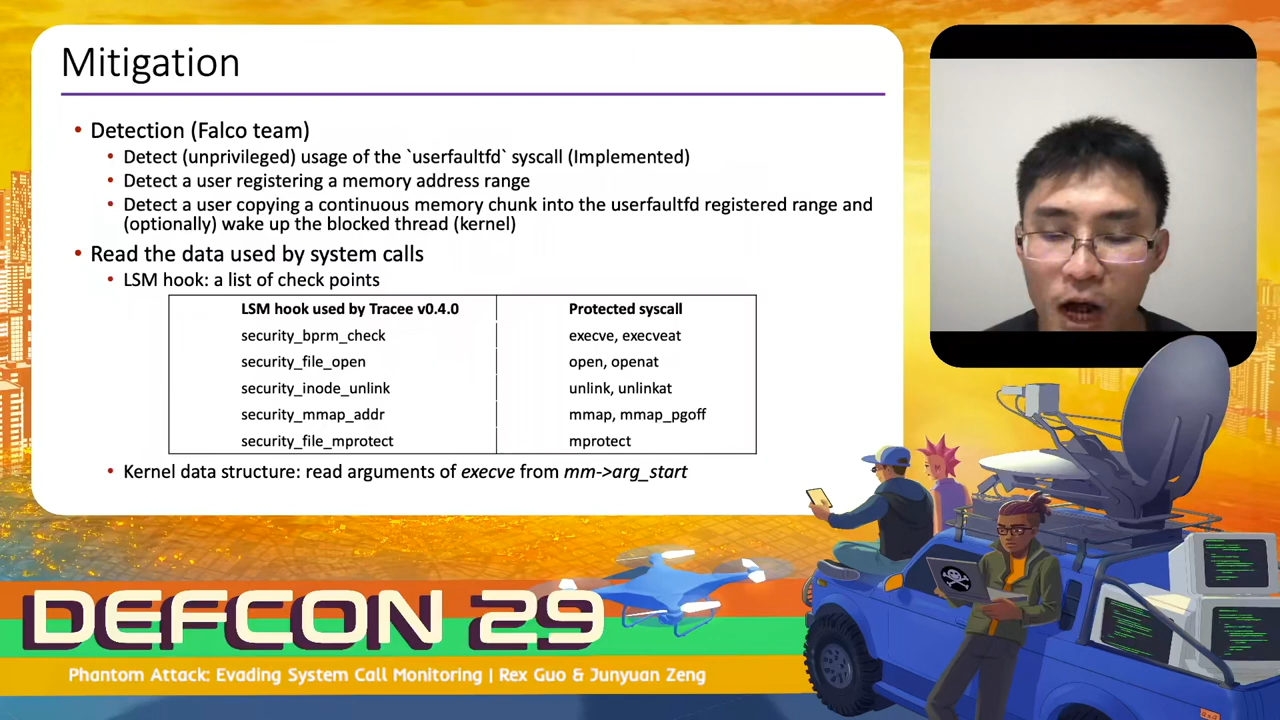 Mitigation
• Detection (Falco team)
• Detect (unprivileged) usage of the `userfaultfd` syscall (Implemented)
• Detect a user registering a memory address range
• Detect a user copying a continuous memory chunk into the userfaultfd registered range and
(optionally) wake up the blocked thread (kernel)
• Read the data used by system calls
• LSM hook: a list of check points
LSM hook used by Tracee v0.4.0 Protected syscall
security_bprm_check execve, execveat
security_file_open open, openat
security_inode_unlink unlink, unlinkat
security_mmap_addr mmap, mmap_pgoff
security_file_mprotect mprotect
• Kernel data structure: read arguments of execve from mm->arg_start
DEFCON 29
Phantom Attack: Evading System Call Monitoring | Rex Guo & Junyuan Zeng